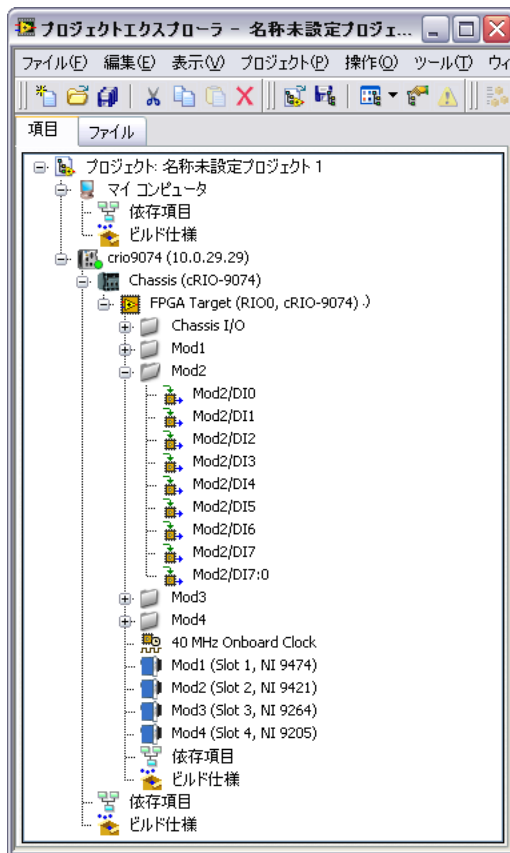 プロジェクトエクスプローラ - 名称未設定プロジェ...
ファイル(F) 編集(E) 表示(V) プロジェクト(P) 操作(O) ツール(T) ウィ
項目 ファイル
プロジェクト: 名称未設定プロジェクト 1
マイ コンピュータ
依存項目
ビルド仕様
crio9074 (10.0.29.29)
Chassis (cRIO-9074)
FPGA Target (RIO0, cRIO-9074) .)
Chassis I/O
Mod1
Mod2
Mod2/DI0
Mod2/DI1
Mod2/DI2
Mod2/DI3
Mod2/DI4
Mod2/DI5
Mod2/DI6
Mod2/DI7
Mod2/DI7:0
Mod3
Mod4
40 MHz Onboard Clock
Mod1 (Slot 1, NI 9474)
Mod2 (Slot 2, NI 9421)
Mod3 (Slot 3, NI 9264)
Mod4 (Slot 4, NI 9205)
依存項目
ビルド仕様
依存項目
ビルド仕様